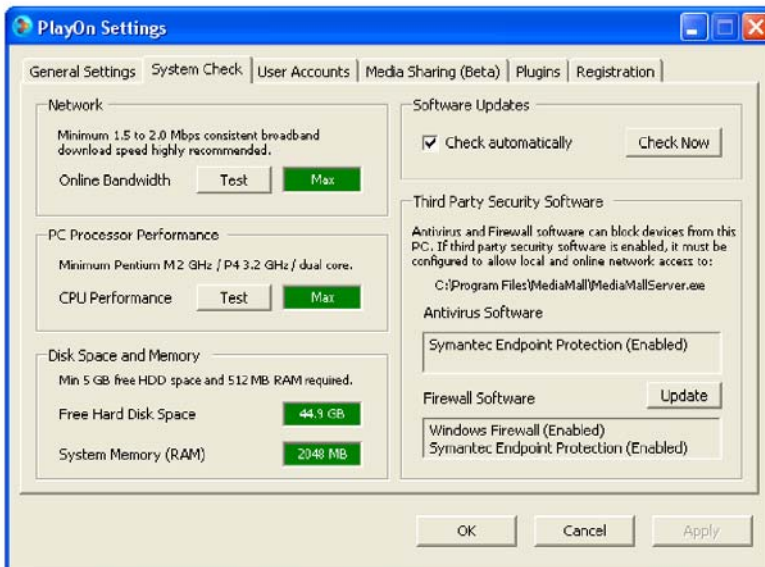 PlayOn Settings
General Settings System Check User Accounts Media Sharing (Beta) Plugins Registration
Network
Minimum 1.5 to 2.0 Mbps consistent broadband
download speed highly recommended.
Online Bandwidth Test Max
PC Processor Performance
Minimum Pentium M 2 GHz / P4 3.2 GHz / dual core.
CPU Performance Test Max
Disk Space and Memory
Min 5 GB free HDD space and 512 MB RAM required.
Free Hard Disk Space 44.9 GB
System Memory (RAM) 2048 MB
Software Updates
Check automatically Check Now
Third Party Security Software
Antivirus and Firewall software can block devices from this
PC. If third party security software is enabled, it must be
configured to allow local and online network access to:
C:\Program Files\MediaMall\MediaMallServer.exe
Antivirus Software
Symantec Endpoint Protection (Enabled)
Firewall Software Update
Windows Firewall (Enabled)
Symantec Endpoint Protection (Enabled)
OK Cancel Apply